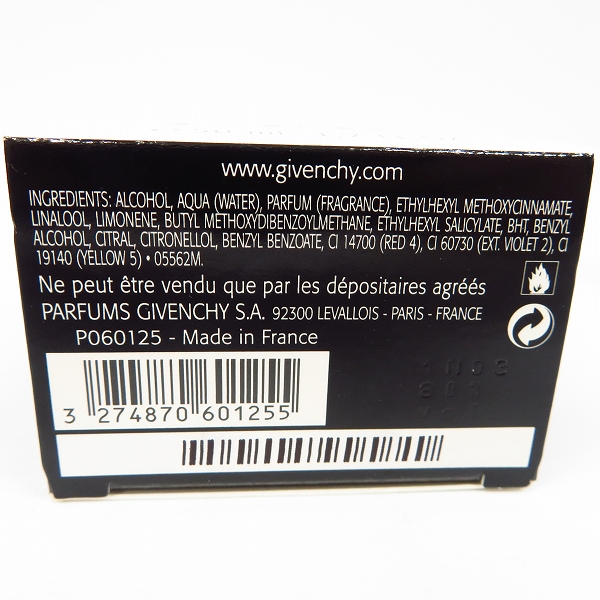 www.givenchy.com
INGREDIENTS: ALCOHOL, AQUA (WATER), PARFUM (FRAGRANCE), ETHYLHEXYL METHOXYCINNAMATE,
LINALOOL, LIMONENE, BUTYL METHOXYDIBENZOYLMETHANE, ETHYLHEXYL SALICYLATE, BHT, BENZYL
ALCOHOL, CITRAL, CITRONELLOL, BENZYL BENZOATE, CI 14700 (RED 4), CI 60730 (EXT. VIOLET 2), CI
19140 (YELLOW 5) • 05562M.
Ne peut être vendu que par les dépositaires agréés
PARFUMS GIVENCHY S.A. 92300 LEVALLOIS - PARIS - FRANCE
P060125 - Made in France
3 274870 601255